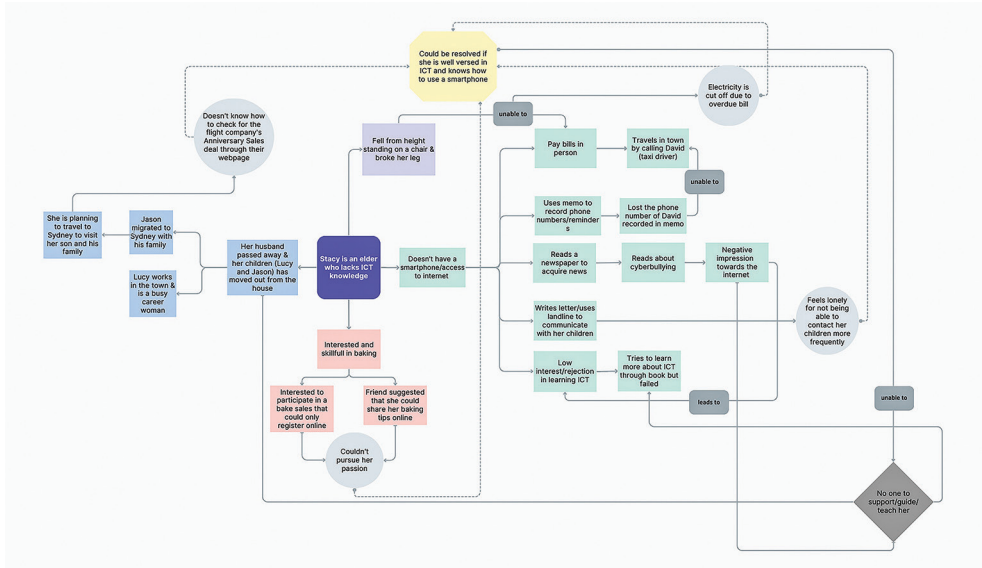 Could be resolved if
she is well versed in
ICT and knows how
to use a smartphone
Electricity is
cut off due to
overdue bill
Doesn't know how
to check for the
flight company's
Anniversary Sales
deal through their
webpage
unable to
Fell from height
standing on a chair &
broke her leg
Pay bills in
person
Travels in town
by calling David
(taxi driver)
unable to
She is planning
to travel to
Sydney to visit
her son and his
family
Jason
migrated to
Sydney with
his family
Lucy works
in the town &
is a busy
career
woman
Her husband
passed away &
her children (Lucy
and Jason) has
moved out from the
house
Stacy is an elder
who lacks ICT
knowledge
Doesn't have a
smartphone/access
to internet
Uses memo to
record phone
numbers/reminder
s
Lost the phone
number of David
recorded in memo
Reads a
newspaper to
acquire news
Reads about
cyberbullying
Negative
impression
towards the
internet
Writes letter/uses
landline to
communicate
with her children
Feels lonely
for not being
able to
contact her
children more
frequently
Interested and
skillfull in baking
Low
interest/rejection
in learning ICT
Tries to learn
more about ICT
through book but
failed
leads to
unable to
Interested to
participate in a
bake sales that
could only
register online
Friend suggested
that she could
share her baking
tips online
Couldn't
pursue her
passion
No one to
support/guide/
teach her